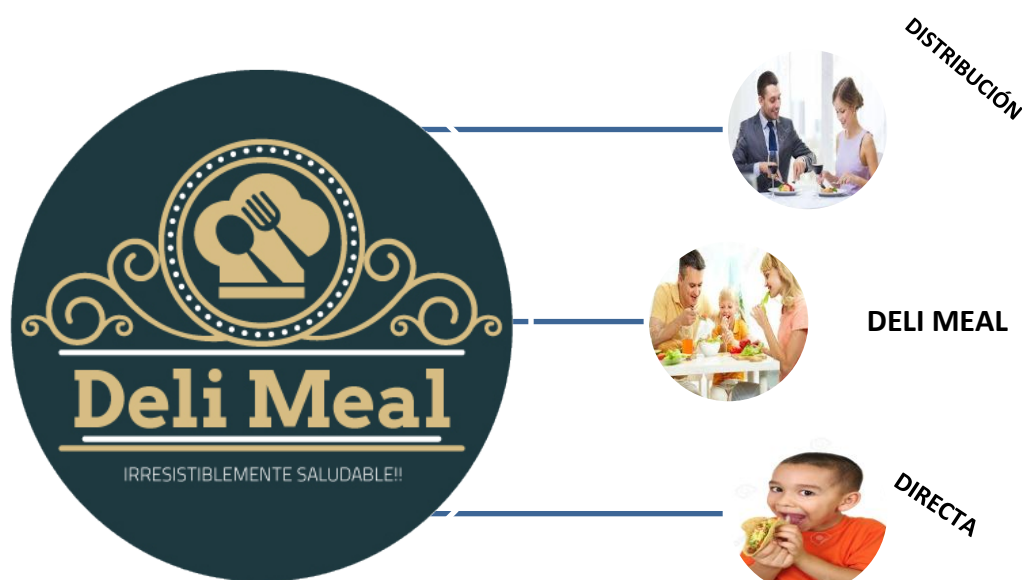 DISTRIBUCIÓN
DELI MEAL
DIRECTA
Deli Meal
IRRESISTIBLEMENTE SALUDABLE!!